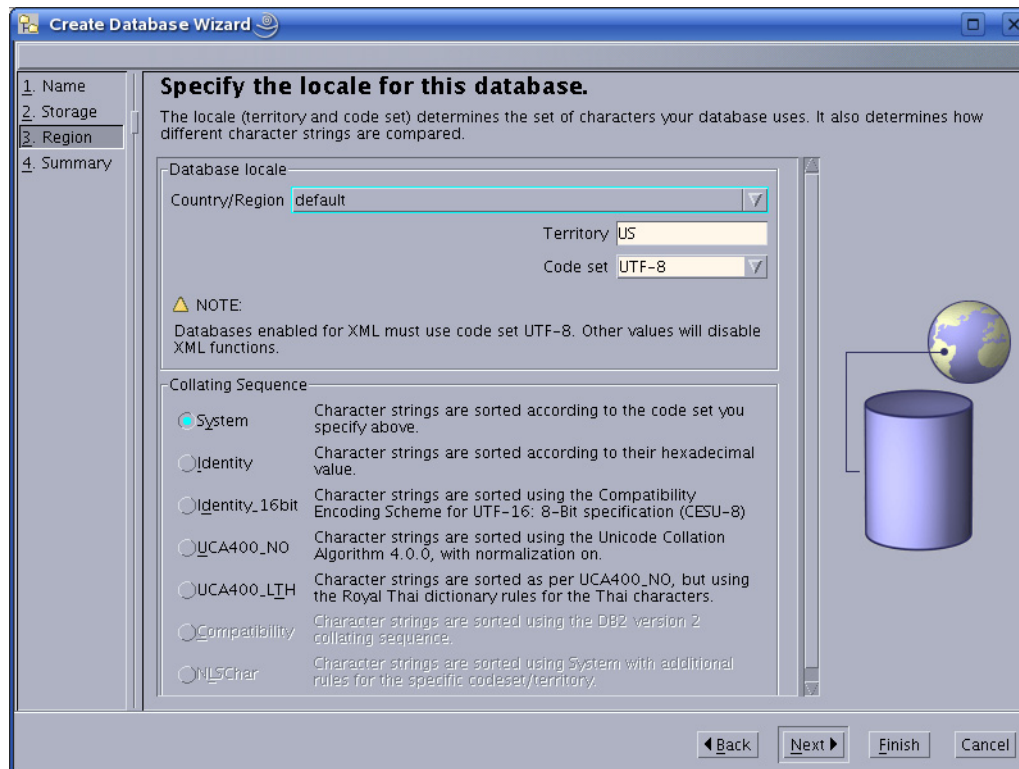 Create Database Wizard
1. Name
2. Storage
3. Region
4. Summary
Specify the locale for this database.
The locale (territory and code set) determines the set of characters your database uses. It also determines how
different character strings are compared.
Database locale
Country/Region default
Territory US
Code set UTF-8
NOTE:
Databases enabled for XML must use code set UTF-8. Other values will disable
XML functions.
Collating Sequence
System
Character strings are sorted according to the code set you
specify above.
Identity
Character strings are sorted according to their hexadecimal
value.
Identity_16bit
Character strings are sorted using the Compatibility
Encoding Scheme for UTF-16: 8-Bit specification (CESU-8)
UCA400_NO
Character strings are sorted using the Unicode Collation
Algorithm 4.0.0, with normalization on.
UCA400_LTH
Character strings are sorted as per UCA400_NO, but using
the Royal Thai dictionary rules for the Thai characters.
Compatibility
Character strings are sorted using the DB2 version 2
collating sequence.
NLSChar
Character strings are sorted using System with additional
rules for the specific codeset/territory.
Back Next Finish Cancel